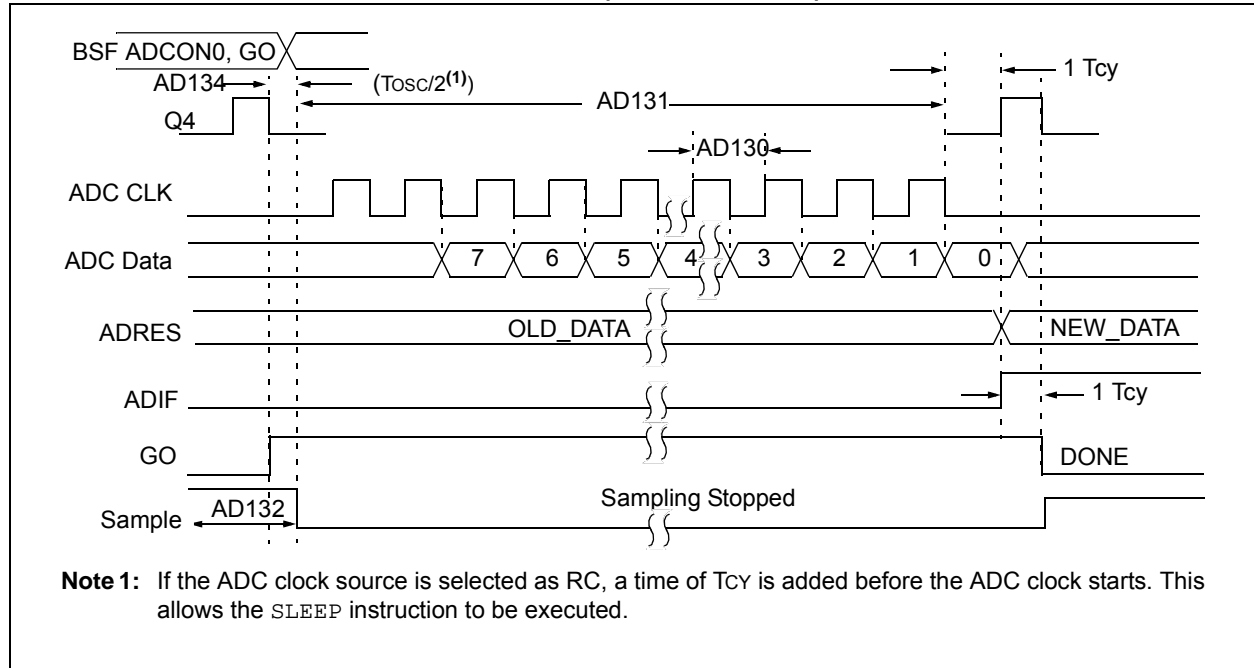 BSF ADCON0, GO
AD134 (TOSC/2(1)) AD131 1 TCY
Q4
AD130
ADC CLK
ADC Data 7 6 5 4 3 2 1 0
ADRES OLD_DATA NEW_DATA
ADIF 1 TCY
GO DONE
Sample AD132 Sampling Stopped
Note 1: If the ADC clock source is selected as RC, a time of TCY is added before the ADC clock starts. This
allows the SLEEP instruction to be executed.